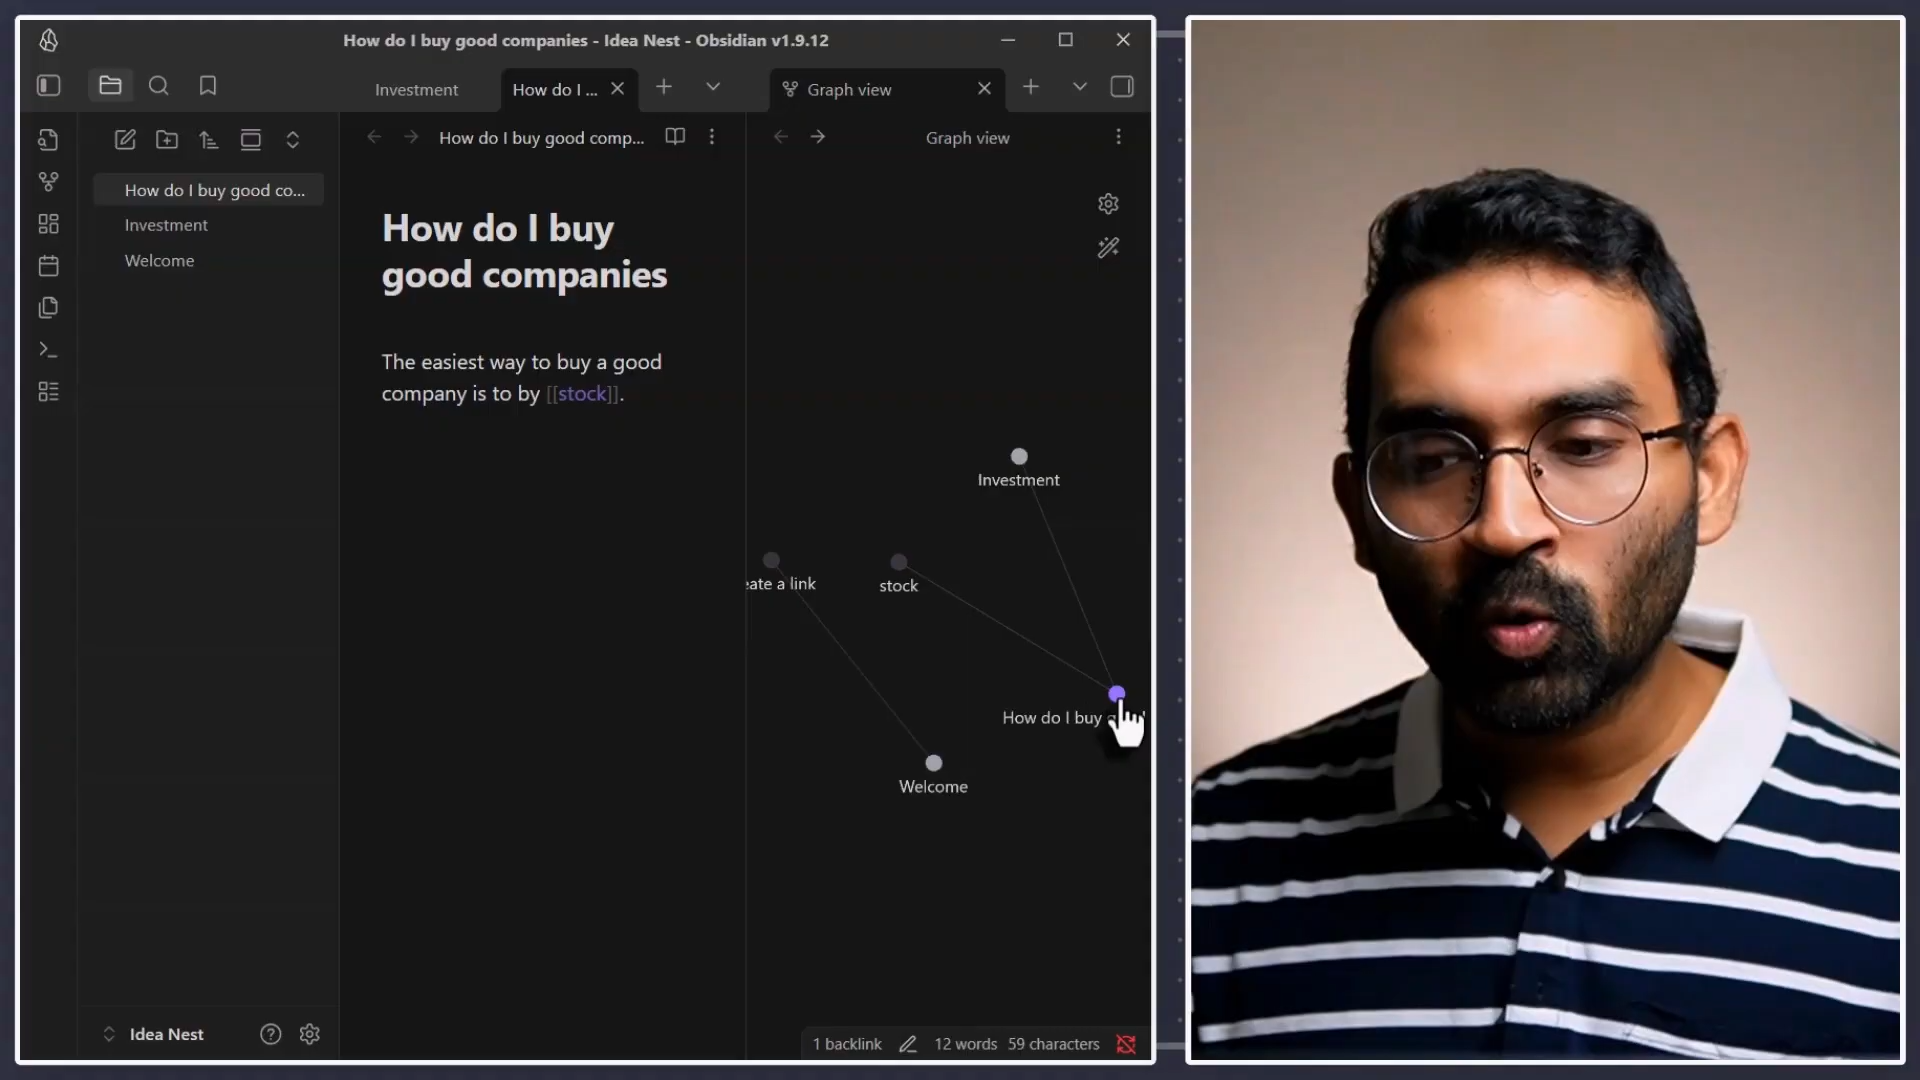 How do I buy good companies - Idea Nest - Obsidian v1.9.12
Investment
How do I ...
Graph view
How do I buy good comp...
Graph view
How do I buy good co...
Investment
Welcome
How do I buy
good companies
The easiest way to buy a good
company is to by [[stock]].
Investment
eate a link
stock
How do I buy
Welcome
Idea Nest
1 backlink
12 words
59 characters